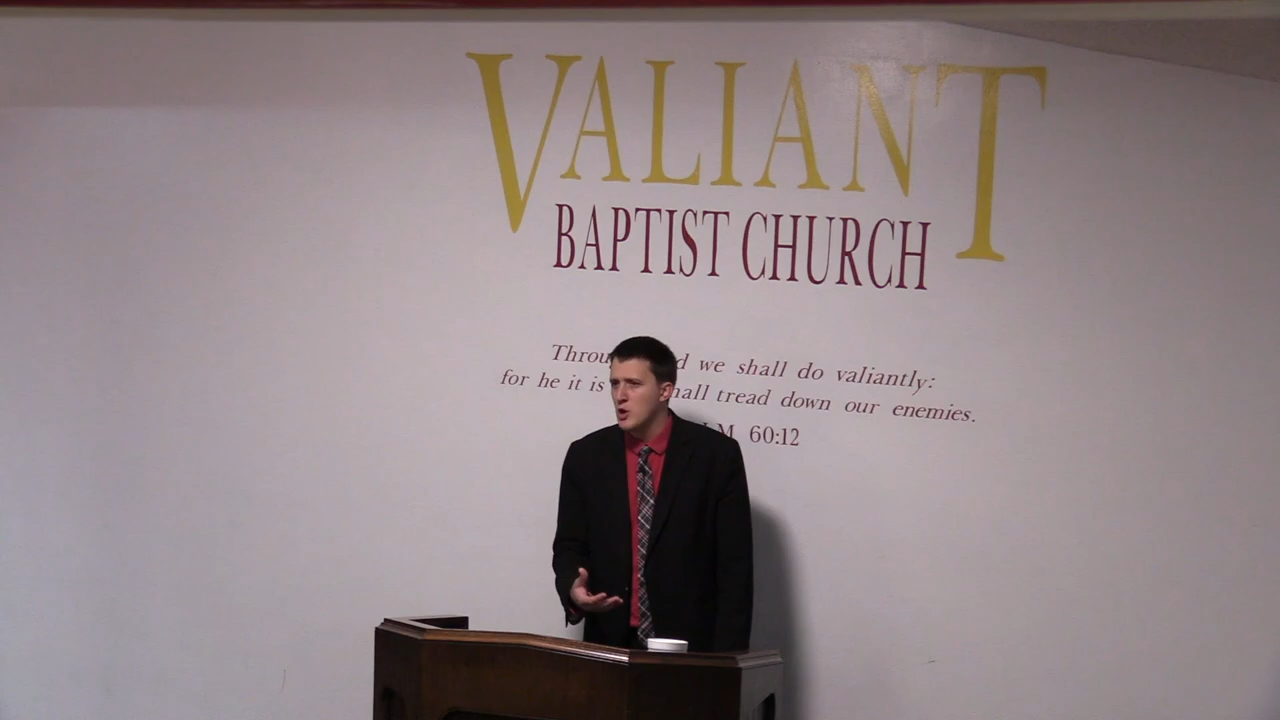 VALIANT
BAPTIST CHURCH
Throu d we shall do valiantly:
for he it is hall tread down our enemies.
LM 60:12